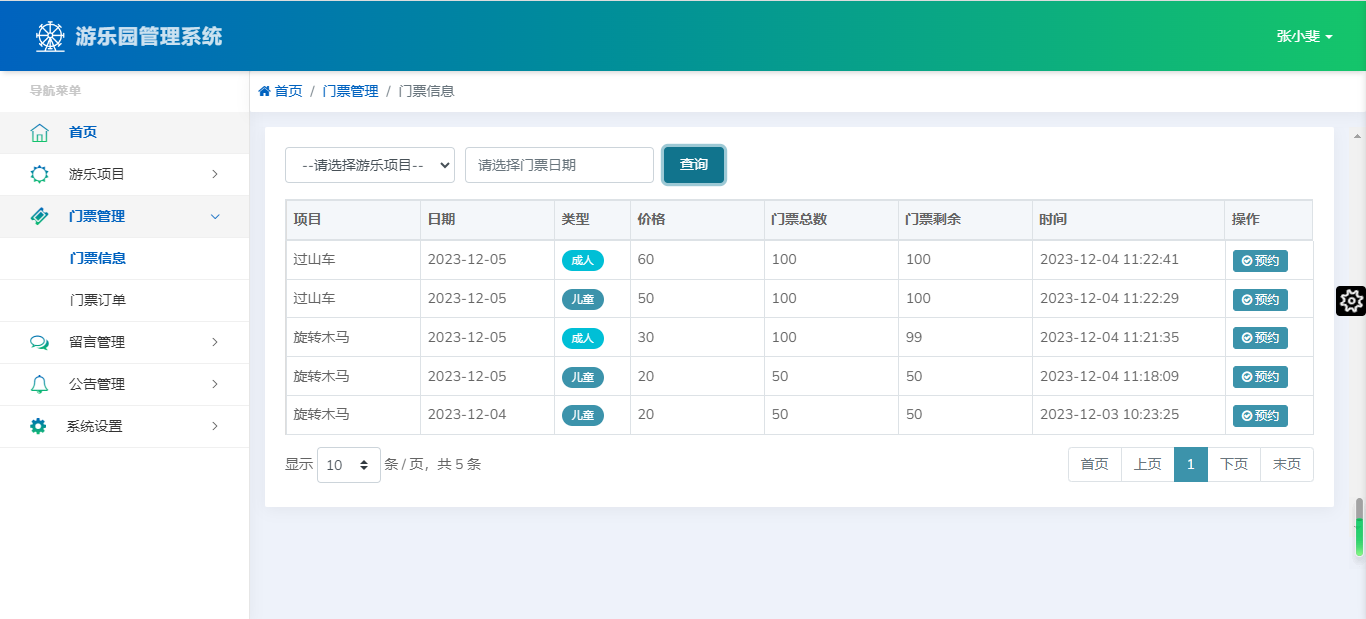 游乐园管理系统
张小斐
导航菜单
首页
游乐项目
门票管理
门票信息
门票订单
留言管理
公告管理
系统设置
首页 / 门票管理 / 门票信息
--请选择游乐项目-- 请选择门票日期 查询
项目 日期 类型 价格 门票总数 门票剩余 时间 操作
过山车 2023-12-05 成人 60 100 100 2023-12-04 11:22:41 预约
过山车 2023-12-05 儿童 50 100 100 2023-12-04 11:22:29 预约
旋转木马 2023-12-05 成人 30 100 99 2023-12-04 11:21:35 预约
旋转木马 2023-12-05 儿童 20 50 50 2023-12-04 11:18:09 预约
旋转木马 2023-12-04 儿童 20 50 50 2023-12-03 10:23:25 预约
显示 10 条 / 页，共 5 条 首页 上页 1 下页 末页